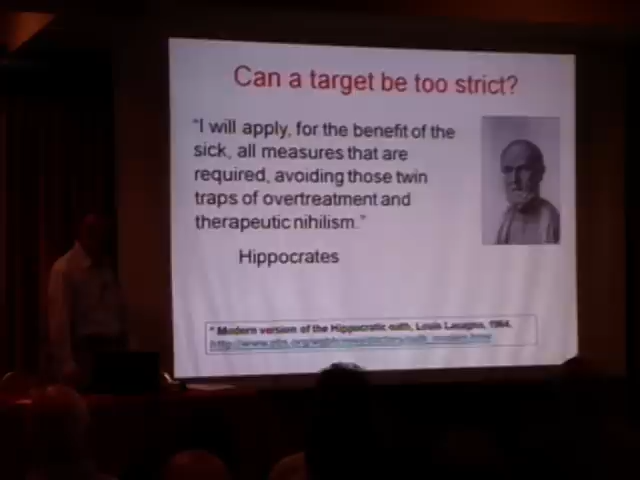 Can a target be too strict?
"I will apply, for the benefit of the
sick, all measures that are
required, avoiding those twin
traps of overtreatment and
therapeutic nihilism."
Hippocrates
* Modern version of the Hippocratic oath, Louis Lasagna, 1964.